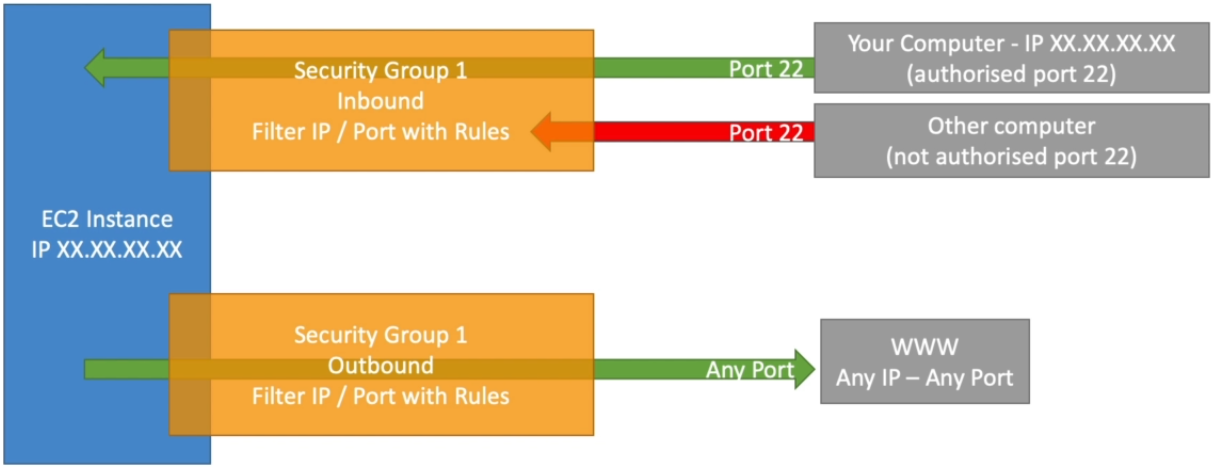 EC2 Instance
IP XX.XX.XX.XX
Security Group 1
Inbound
Filter IP / Port with Rules
Port 22
Your Computer - IP XX.XX.XX.XX
(authorised port 22)
Port 22
Other computer
(not authorised port 22)
Security Group 1
Outbound
Filter IP / Port with Rules
Any Port
WWW
Any IP – Any Port